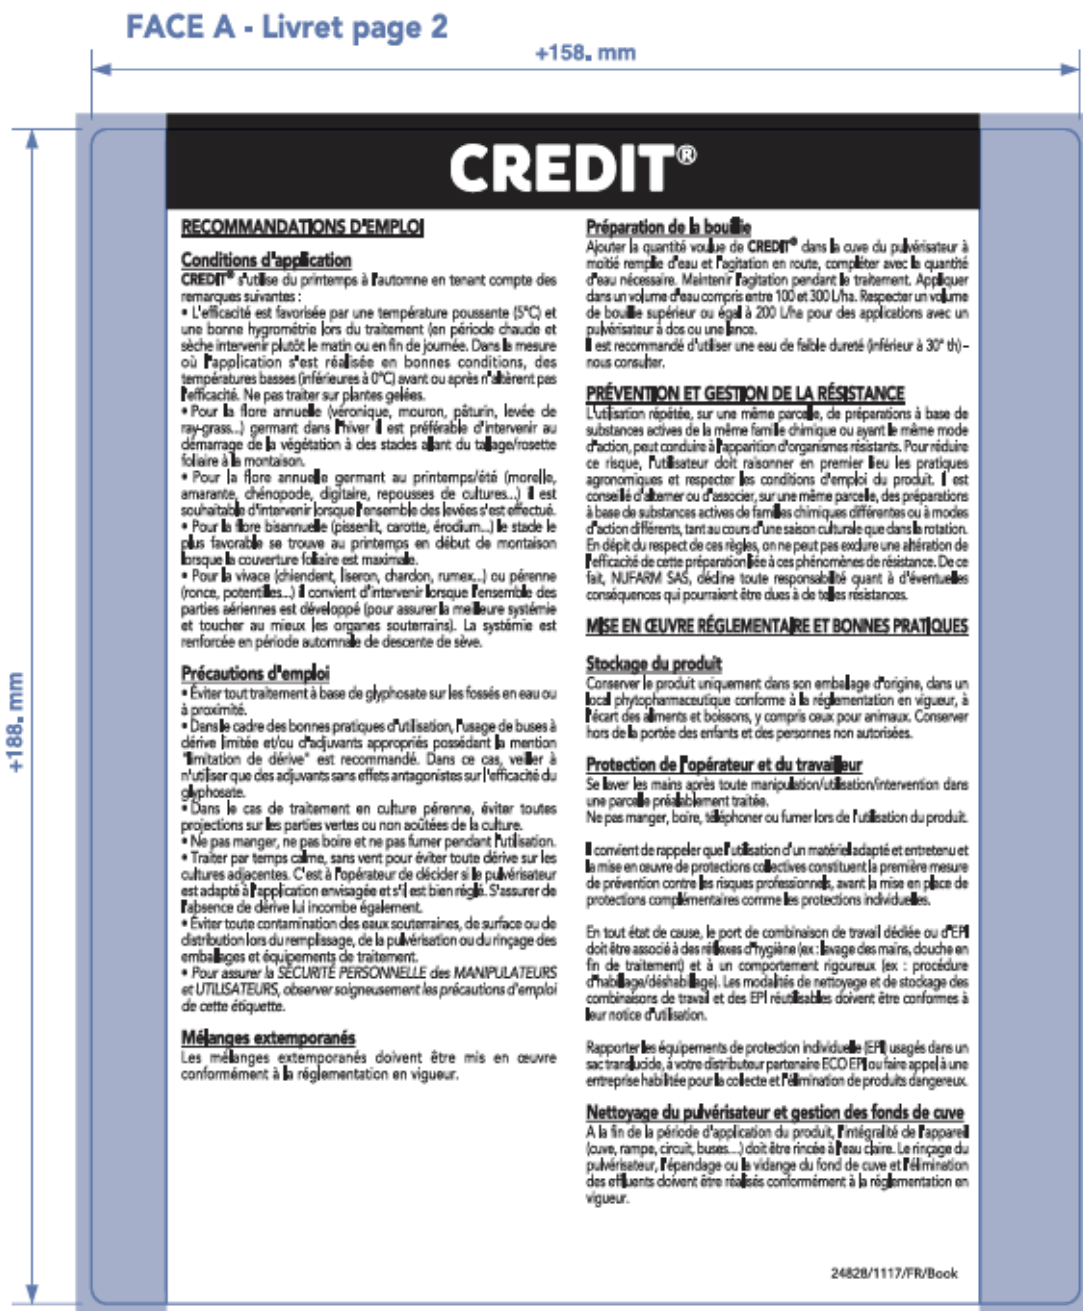 FACE A - Livret page 2
+158. mm
+188. mm
CREDIT®
RECOMMANDATIONS D'EMPLOI
Conditions d'application
CREDIT® s'utilise du printemps à l'automne en tenant compte des
remarques suivantes :
• L'efficacité est favorisée par une température poussante (5°C) et
une bonne hygrométrie lors du traitement (en période chaude et
sèche intervenir plutôt le matin ou en fin de journée. Dans la mesure
où l'application s'est réalisée en bonnes conditions, des
températures basses (inférieures à 0°C) avant ou après n'altèrent pas
l'efficacité. Ne pas traiter sur plantes gelées.
• Pour la flore annuelle (véronique, mouron, pâturin, levée de
ray-grass...) germant dans l'hiver il est préférable d'intervenir au
démarrage de la végétation à des stades allant du tallage/rosette
foliaire à la montaison.
• Pour la flore annuelle germant au printemps/été (morelle,
amarante, chénopode, digitaire, repousses de cultures...) il est
souhaitable d'intervenir lorsque l'ensemble des levées s'est effectué.
• Pour la flore bisannuelle (pissenlit, carotte, érodium...) le stade le
plus favorable se trouve au printemps en début de montaison
lorsque la couverture foliaire est maximale.
• Pour la vivace (chiendent, liseron, chardon, rumex...) ou pérenne
(ronce, potentilles...) il convient d'intervenir lorsque l'ensemble des
parties aériennes est développé (pour assurer la meilleure systémie
et toucher au mieux les organes souterrains). La systémie est
renforcée en période automnale de descente de sève.
Précautions d'emploi
• Éviter tout traitement à base de glyphosate sur les fossés en eau ou
à proximité.
• Dans le cadre des bonnes pratiques d'utilisation, l'usage de buses à
dérive limitée et/ou d'adjuvants appropriés possédant la mention
"limitation de dérive" est recommandé. Dans ce cas, veiller à
n'utiliser que des adjuvants sans effets antagonistes sur l'efficacité du
glyphosate.
• Dans le cas de traitement en culture pérenne, éviter toutes
projections sur les parties vertes ou non aoûtées de la culture.
• Ne pas manger, ne pas boire et ne pas fumer pendant l'utilisation.
• Traiter par temps calme, sans vent pour éviter toute dérive sur les
cultures adjacentes. C'est à l'opérateur de décider si le pulvérisateur
est adapté à l'application envisagée et s'il est bien réglé. S'assurer de
l'absence de dérive lui incombe également.
• Éviter toute contamination des eaux souterraines, de surface ou de
distribution lors du remplissage, de la pulvérisation ou du rinçage des
emballages et équipements de traitement.
• Pour assurer la SÉCURITÉ PERSONNELLE des MANIPULATEURS
et UTILISATEURS, observer soigneusement les précautions d'emploi
de cette étiquette.
Mélanges extemporanés
Les mélanges extemporanés doivent être mis en œuvre
conformément à la réglementation en vigueur.
Préparation de la bouillie
Ajouter la quantité voulue de CREDIT® dans la cuve du pulvérisateur à
moitié remplie d'eau et l'agitation en route, compléter avec la quantité
d'eau nécessaire. Maintenir l'agitation pendant le traitement. Appliquer
dans un volume d'eau compris entre 100 et 300 L/ha. Respecter un volume
de bouillie supérieur ou égal à 200 L/ha pour des applications avec un
pulvérisateur à dos ou une lance.
Il est recommandé d'utiliser une eau de faible dureté (inférieur à 30° th) –
nous consulter.
PRÉVENTION ET GESTION DE LA RÉSISTANCE
L'utilisation répétée, sur une même parcelle, de préparations à base de
substances actives de la même famille chimique ou ayant le même mode
d'action, peut conduire à l'apparition d'organismes résistants. Pour réduire
ce risque, l'utilisateur doit raisonner en premier lieu les pratiques
agronomiques et respecter les conditions d'emploi du produit. Il est
conseillé d'alterner ou d'associer, sur une même parcelle, des préparations
à base de substances actives de familles chimiques différentes ou à modes
d'action différents, tant au cours d'une saison culturale que dans la rotation.
En dépit du respect de ces règles, on ne peut pas exclure une altération de
l'efficacité de cette préparation liée à ces phénomènes de résistance. De ce
fait, NUFARM SAS, décline toute responsabilité quant à d'éventuelles
conséquences qui pourraient être dues à de telles résistances.
MISE EN ŒUVRE RÉGLEMENTAIRE ET BONNES PRATIQUES
Stockage du produit
Conserver le produit uniquement dans son emballage d'origine, dans un
local phytopharmaceutique conforme à la réglementation en vigueur, à
l'écart des aliments et boissons, y compris ceux pour animaux. Conserver
hors de la portée des enfants et des personnes non autorisées.
Protection de l'opérateur et du travailleur
Se laver les mains après toute manipulation/utilisation/intervention dans
une parcelle préalablement traitée.
Ne pas manger, boire, téléphoner ou fumer lors de l'utilisation du produit.
Il convient de rappeler que l'utilisation d'un matériel adapté et entretenu et
la mise en œuvre de protections collectives constituent la première mesure
de prévention contre les risques professionnels, avant la mise en place de
protections complémentaires comme les protections individuelles.
En tout état de cause, le port de combinaison de travail dédiée ou d'EPI
doit être associé à des réflexes d'hygiène (ex : lavage des mains, douche en
fin de traitement) et à un comportement rigoureux (ex : procédure
d'habillage/déshabillage). Les modalités de nettoyage et de stockage des
combinaisons de travail et des EPI réutilisables doivent être conformes à
leur notice d'utilisation.
Rapporter les équipements de protection individuelle (EPI) usagés dans un
sac translucide, à votre distributeur partenaire ECO EPI ou faire appel à une
entreprise habilitée pour la collecte et l'élimination de produits dangereux.
Nettoyage du pulvérisateur et gestion des fonds de cuve
A la fin de la période d'application du produit, l'intégralité de l'appareil
(cuve, rampe, circuit, buses...) doit être rincée à l'eau claire. Le rinçage du
pulvérisateur, l'épandage ou la vidange du fond de cuve et l'élimination
des effluents doivent être réalisés conformément à la réglementation en
vigueur.
24828/1117/FR/Book